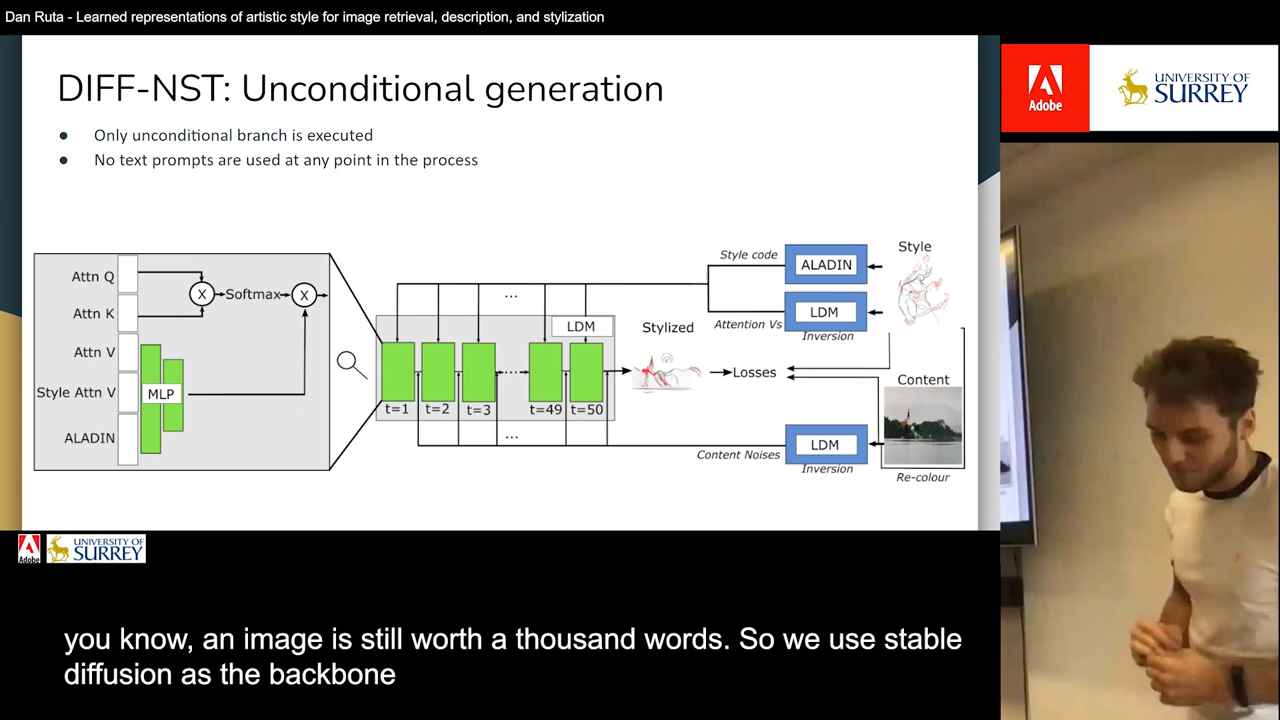 Dan Ruta - Learned representations of artistic style for image retrieval, description, and stylization
DIFF-NST: Unconditional generation
● Only unconditional branch is executed
● No text prompts are used at any point in the process
Adobe
UNIVERSITY OF
SURREY
Attn Q
Attn K
Attn V
Style Attn V
ALADIN
MLP
X
Softmax
X
LDM
t=1
t=2
t=3
t=49
t=50
...
...
...
Style code
Attention Vs
ALADIN
LDM
Inversion
Style
Stylized
Losses
Content
Content Noises
LDM
Inversion
Re-colour
Adobe
UNIVERSITY OF
SURREY
you know, an image is still worth a thousand words. So we use stable
diffusion as the backbone